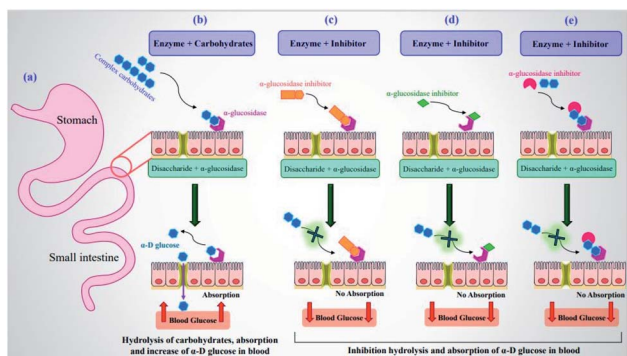 (a)
Stomach
Small intestine
(b)
Enzyme + Carbohydrates
Complex carbohydrates
α-glucosidase
Disaccharide + α-glucosidase
α-D glucose
Absorption
Blood Glucose
Hydrolysis of carbohydrates, absorption
and increase of α-D glucose in blood
(c)
Enzyme + Inhibitor
α-glucosidase inhibitor
Disaccharide + α-glucosidase
No Absorption
Blood Glucose
(d)
Enzyme + Inhibitor
α-glucosidase inhibitor
Disaccharide + α-glucosidase
No Absorption
Blood Glucose
(e)
Enzyme + Inhibitor
α-glucosidase inhibitor
Disaccharide + α-glucosidase
No Absorption
Blood Glucose
Inhibition hydrolysis and absorption of α-D glucose in blood